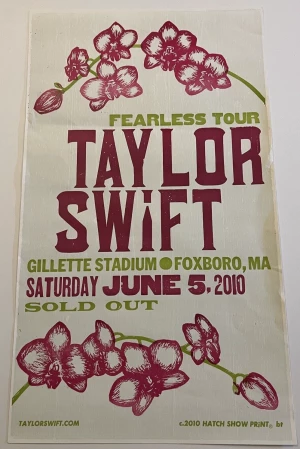 FEARLESS TOUR
TAYLOR
SWiFT
GILLETTE STADIUM ● FOXBORO, MA
SATURDAY JUNE 5, 2010
SOLD OUT
TAYLORSWIFT.COM
c.2010 HATCH SHOW PRiNT